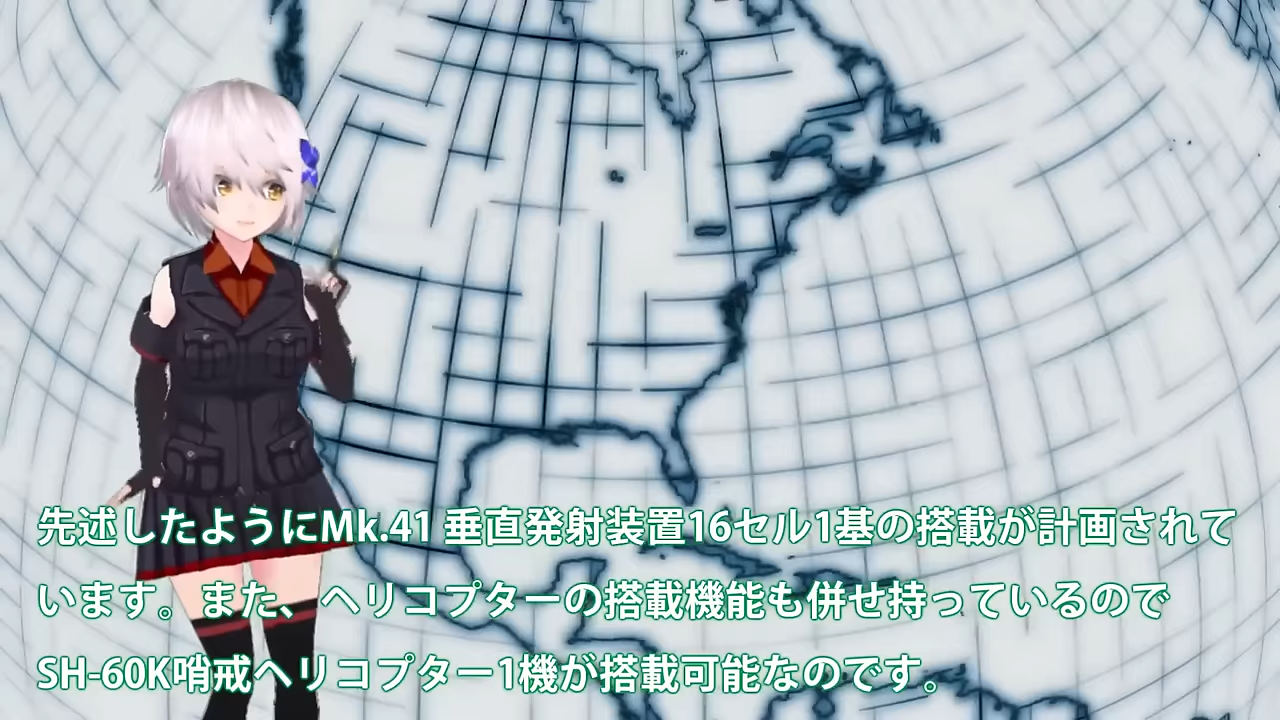 先述したようにMk.41 垂直発射装置16セル1基の搭載が計画されて
います。また、ヘリコプターの搭載機能も併せ持っているので
SH-60K哨戒ヘリコプター1機が搭載可能なのです。